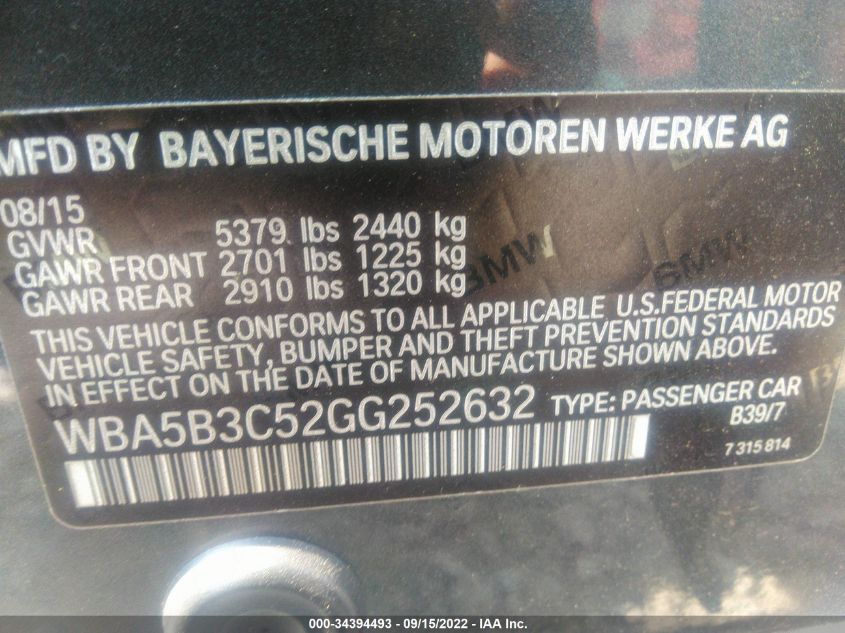 MFD BY BAYERISCHE MOTOREN WERKE AG
08/15
GVWR 5379 lbs 2440 kg
GAWR FRONT 2701 lbs 1225 kg
GAWR REAR 2910 lbs 1320 kg
THIS VEHICLE CONFORMS TO ALL APPLICABLE U.S.FEDERAL MOTOR
VEHICLE SAFETY, BUMPER AND THEFT PREVENTION STANDARDS
IN EFFECT ON THE DATE OF MANUFACTURE SHOWN ABOVE.
WBA5B3C52GG252632 TYPE: PASSENGER CAR
B39/7
7 315 814
BMW
BMW
BMW
000-34394493 - 09/15/2022 - IAA Inc.